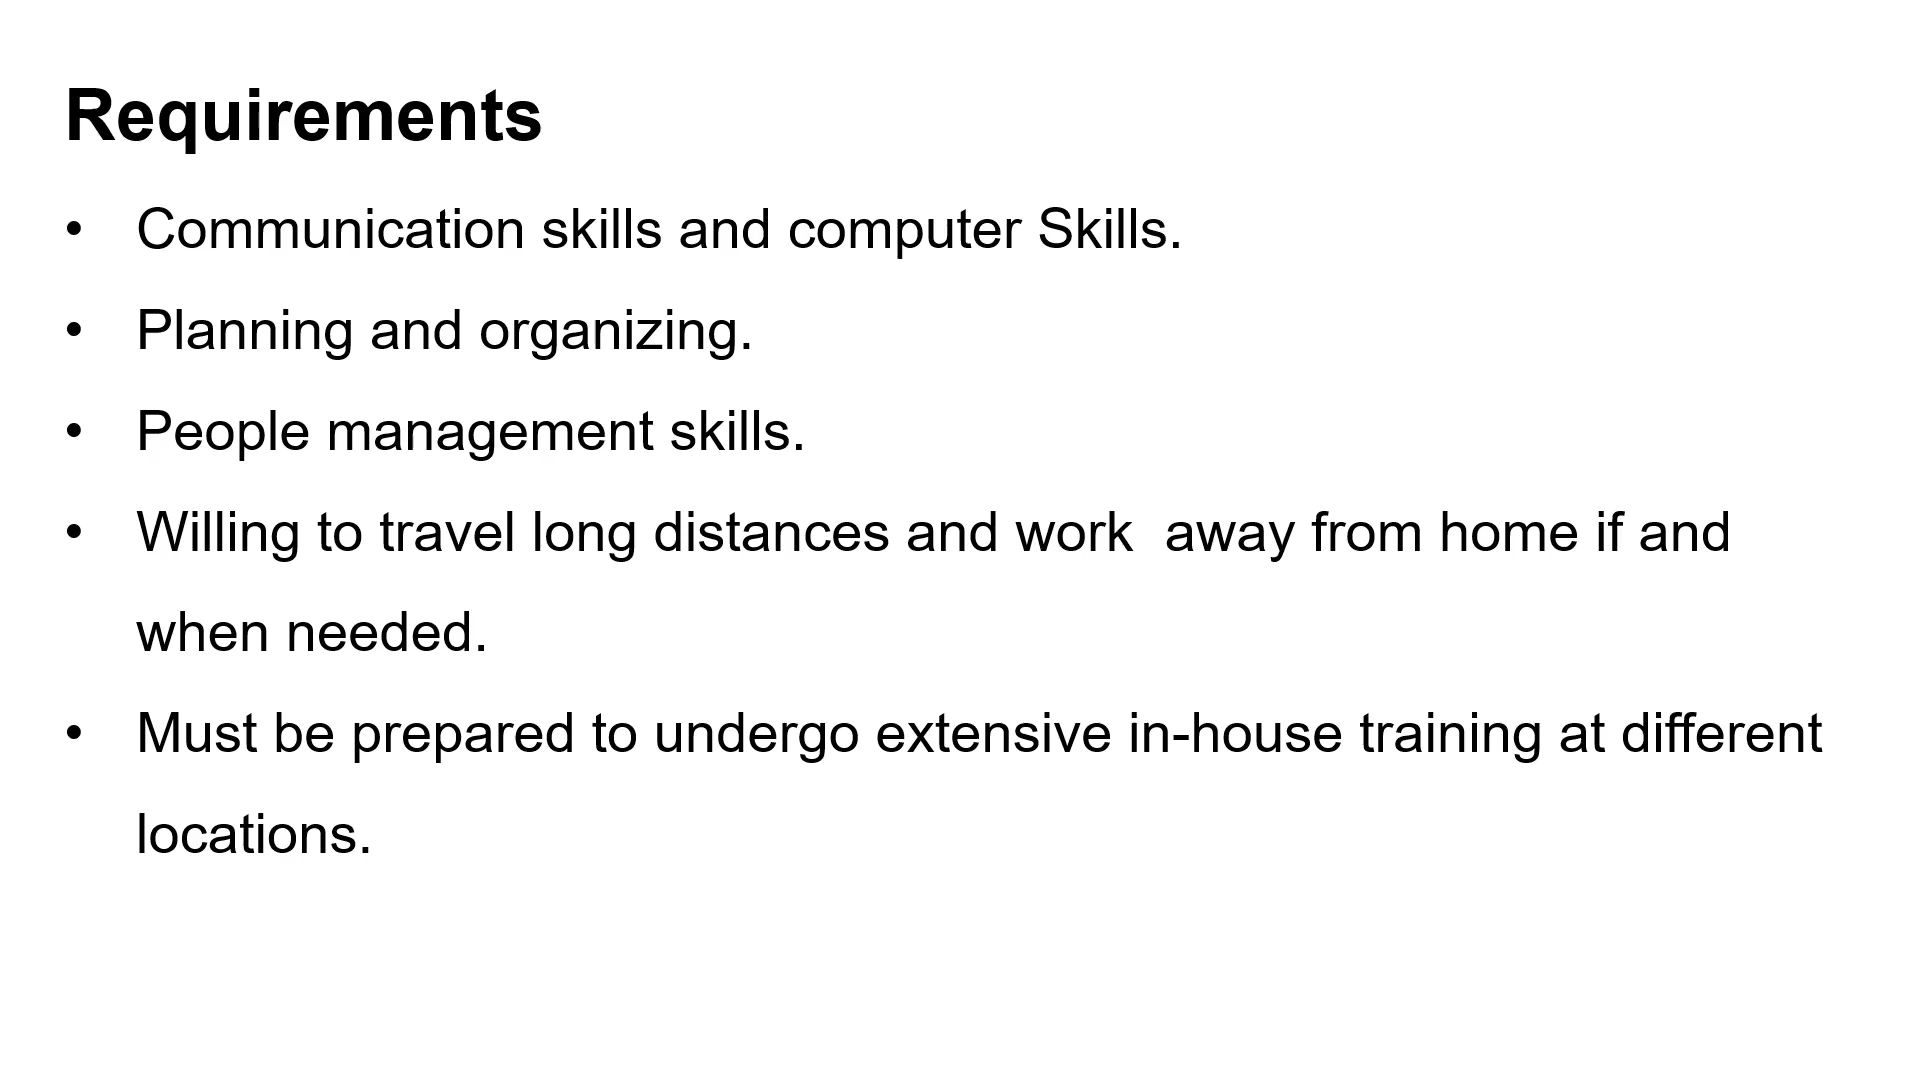 Requirements
• Communication skills and computer Skills.
• Planning and organizing.
• People management skills.
• Willing to travel long distances and work  away from home if and
when needed.
• Must be prepared to undergo extensive in-house training at different
locations.